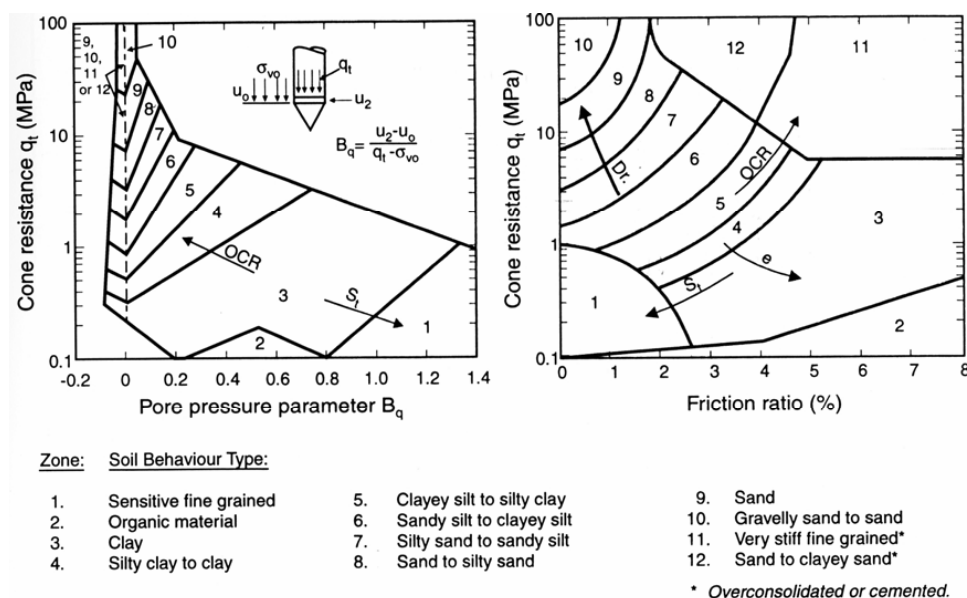 Cone resistance qt (MPa)
100
10
1
0.1
-0.2 0 0.2 0.4 0.6 0.8 1.0 1.2 1.4
Pore pressure parameter Bq
9,
10,
11
or 12
10
9
8
7
6
5
4
3
2
1
OCR
St
σvo
qt
uo
u2
Bq = u2-uo / qt-σvo
Cone resistance qt (MPa)
100
10
1
0.1
0 1 2 3 4 5 6 7 8
Friction ratio (%)
10
9
8
7
6
5
4
3
2
1
12
11
Dr.
OCR
e
St
Zone: Soil Behaviour Type:
1. Sensitive fine grained
2. Organic material
3. Clay
4. Silty clay to clay
5. Clayey silt to silty clay
6. Sandy silt to clayey silt
7. Silty sand to sandy silt
8. Sand to silty sand
9. Sand
10. Gravelly sand to sand
11. Very stiff fine grained*
12. Sand to clayey sand*
* Overconsolidated or cemented.